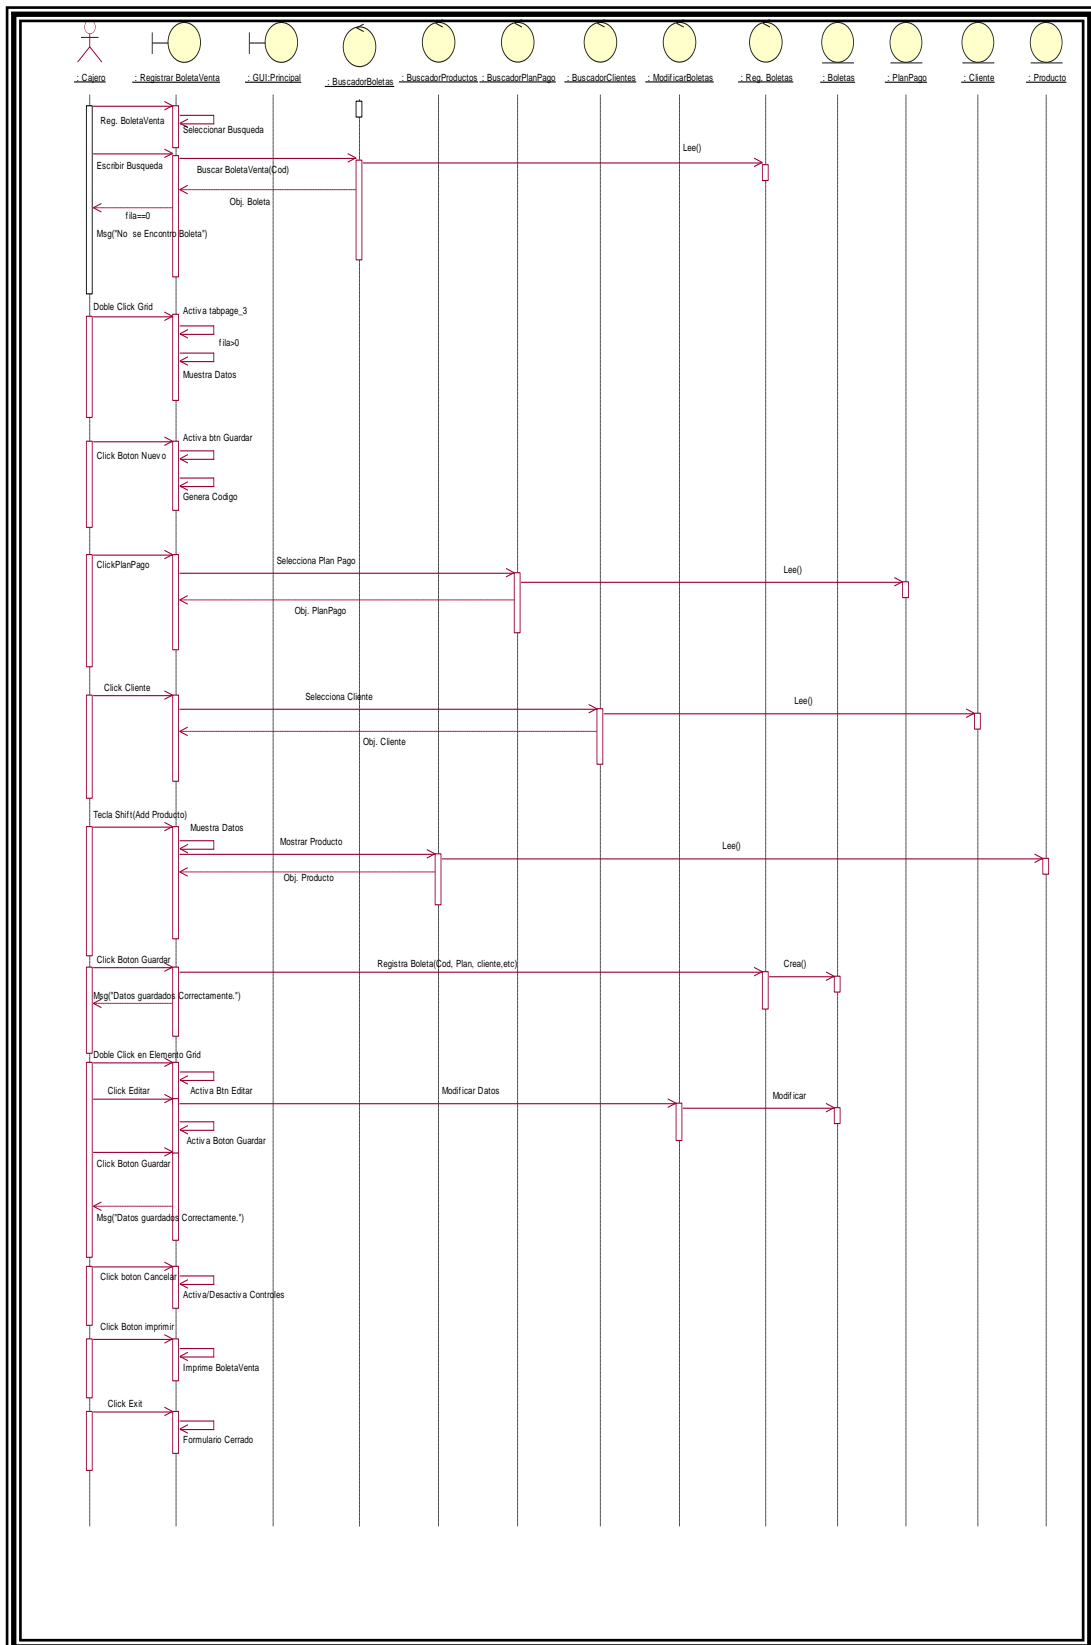 : Cajero
: Registrar BoletaVenta
: GUI:Principal
: BuscadorBoletas
: BuscadorProductos
: BuscadorPlanPago
: BuscadorClientes
: ModificarBoletas
: Reg. Boletas
: Boletas
: PlanPago
: Cliente
: Producto
Reg. BoletaVenta
Seleccionar Busqueda
Escribir Busqueda
Buscar BoletaVenta(Cod)
Lee()
Obj. Boleta
fila==0
Msg("No se Encontro Boleta")
Doble Click Grid
Activa tabpage_3
fila>0
Muestra Datos
Activa btn Guardar
Click Boton Nuevo
Genera Codigo
ClickPlanPago
Selecciona Plan Pago
Lee()
Obj. PlanPago
Click Cliente
Selecciona Cliente
Lee()
Obj. Cliente
Tecla Shift(Add Producto)
Muestra Datos
Mostrar Producto
Lee()
Obj. Producto
Click Boton Guardar
Registra Boleta(Cod, Plan, cliente,etc)
Crea()
Msg("Datos guardados Correctamente.")
Doble Click en Elemento Grid
Click Editar
Activa Btn Editar
Modificar Datos
Modificar
Activa Boton Guardar
Click Boton Guardar
Msg("Datos guardados Correctamente.")
Click boton Cancelar
Activa/Desactiva Controles
Click Boton imprimir
Imprime BoletaVenta
Click Exit
Formulario Cerrado